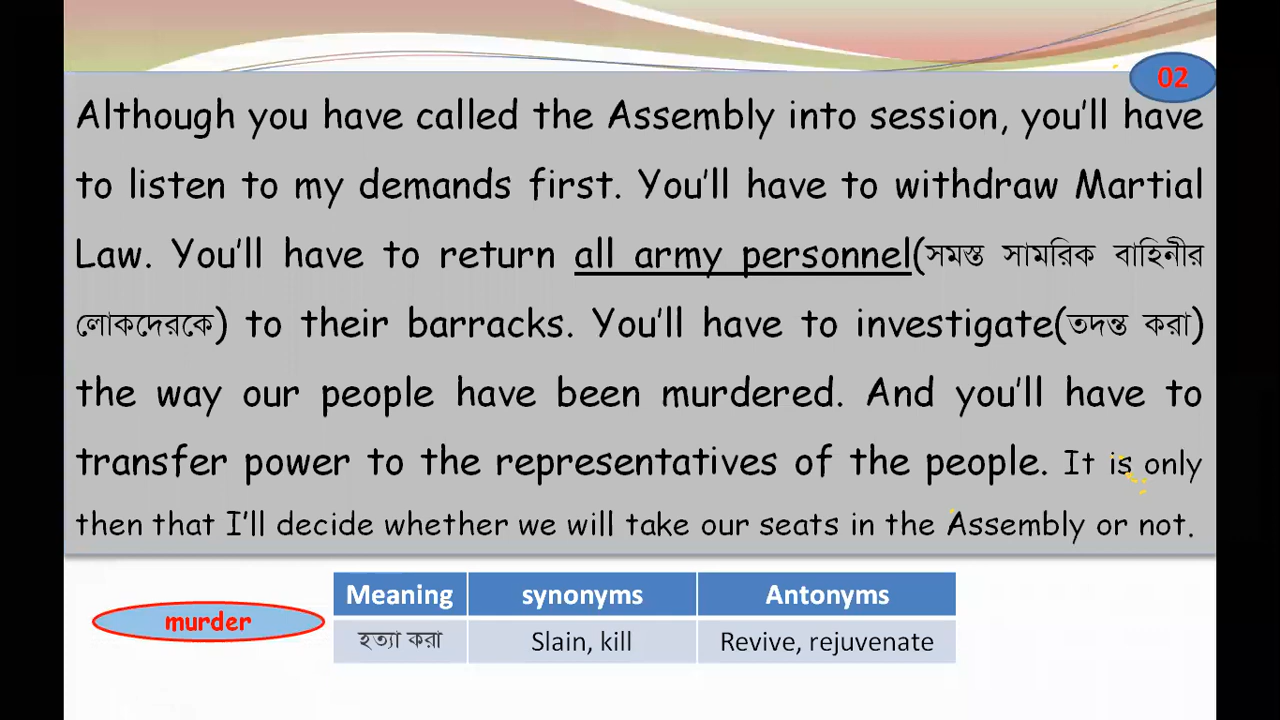 02
Although you have called the Assembly into session, you'll have
to listen to my demands first. You'll have to withdraw Martial
Law. You'll have to return all army personnel(সমস্ত সামরিক বাহিনীর
লোকদেরকে) to their barracks. You'll have to investigate(তদন্ত করা)
the way our people have been murdered. And you'll have to
transfer power to the representatives of the people. It is only
then that I'll decide whether we will take our seats in the Assembly or not.
murder
Meaning synonyms Antonyms
হত্যা করা Slain, kill Revive, rejuvenate